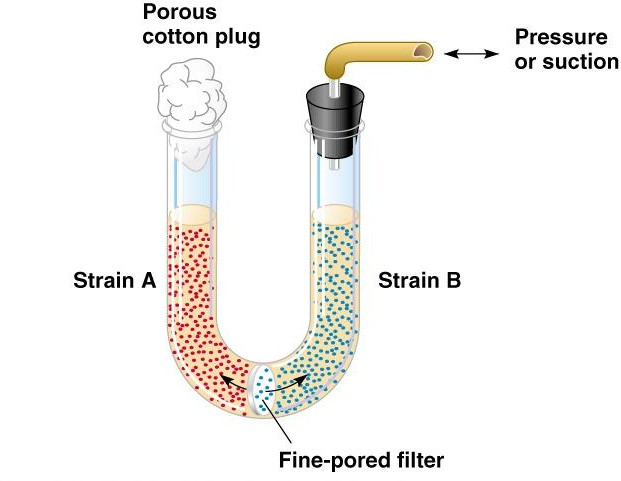 Porous
cotton plug
Pressure
or suction
Strain A
Strain B
Fine-pored filter